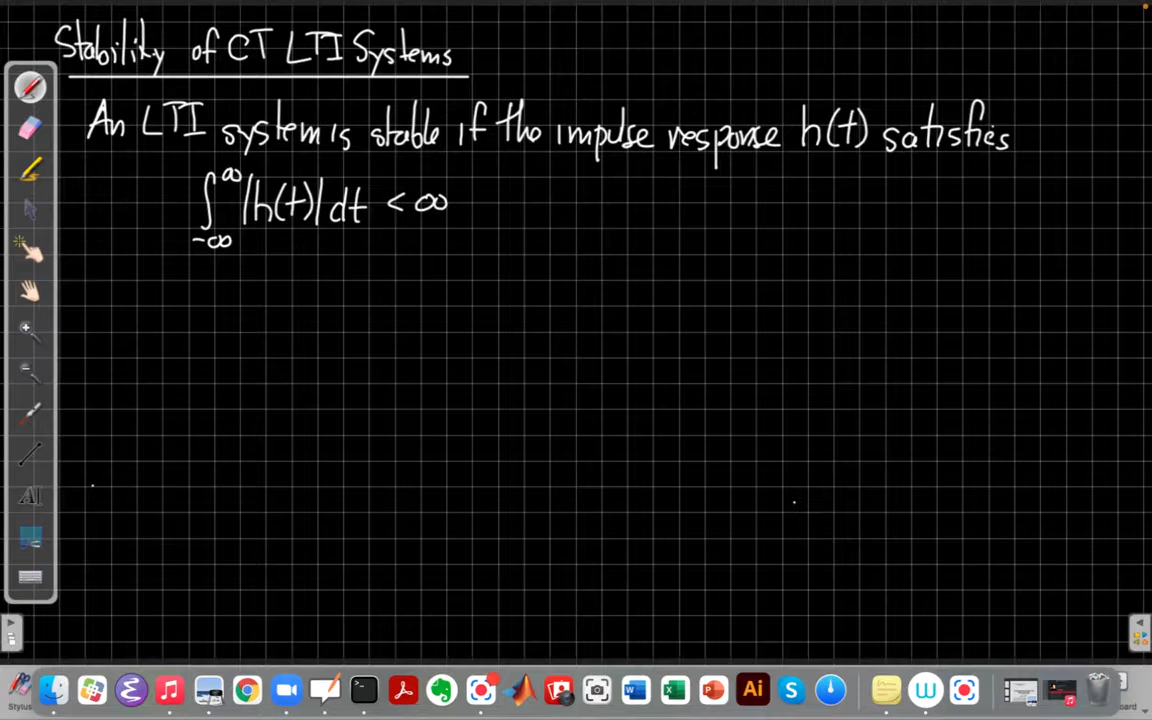 Stability of CT LTI Systems
An LTI system is stable if the impulse response h(t) satisfies
∫_{-∞}^{∞} |h(t)| dt < ∞